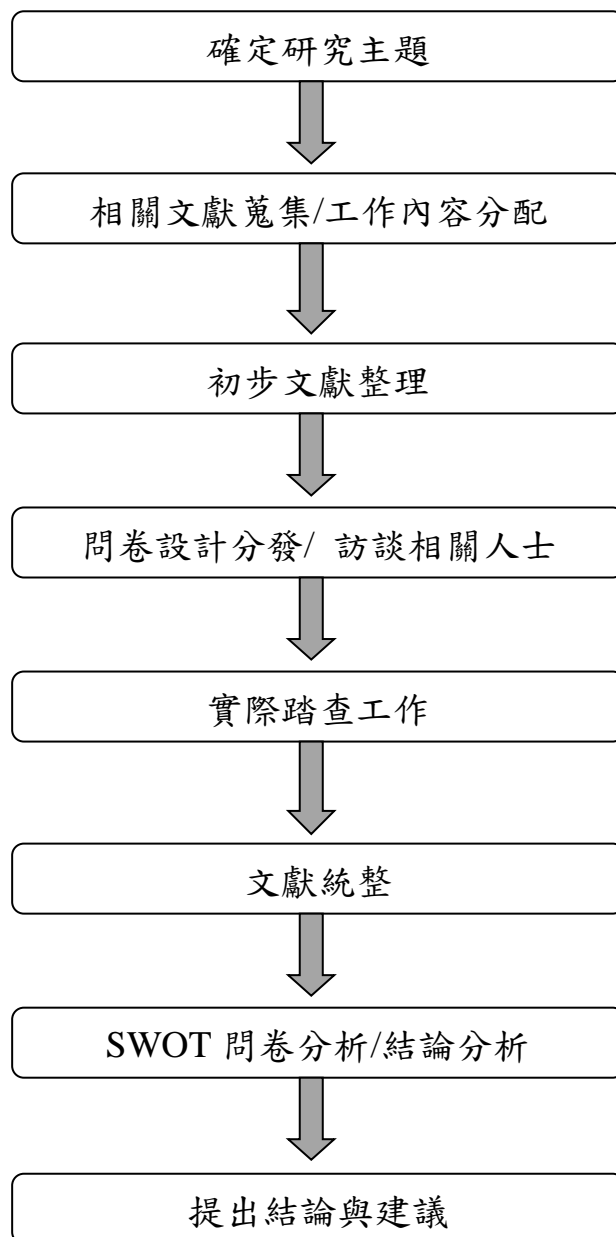 確定研究主題
相關文獻蒐集/工作內容分配
初步文獻整理
問卷設計分發/ 訪談相關人士
實際踏查工作
文獻統整
SWOT 問卷分析/結論分析
提出結論與建議